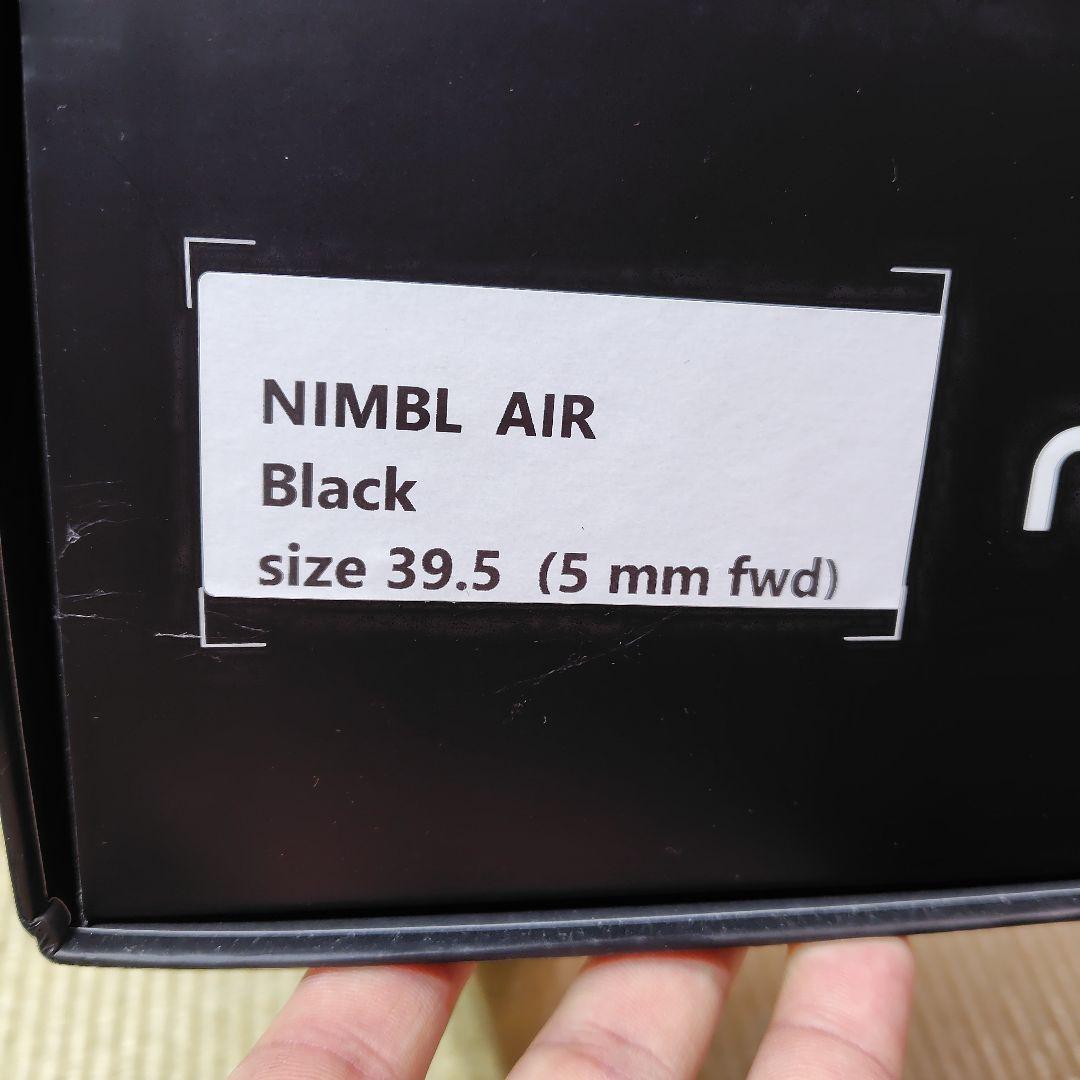 NIMBL AIR
Black
size 39.5 (5 mm fwd)